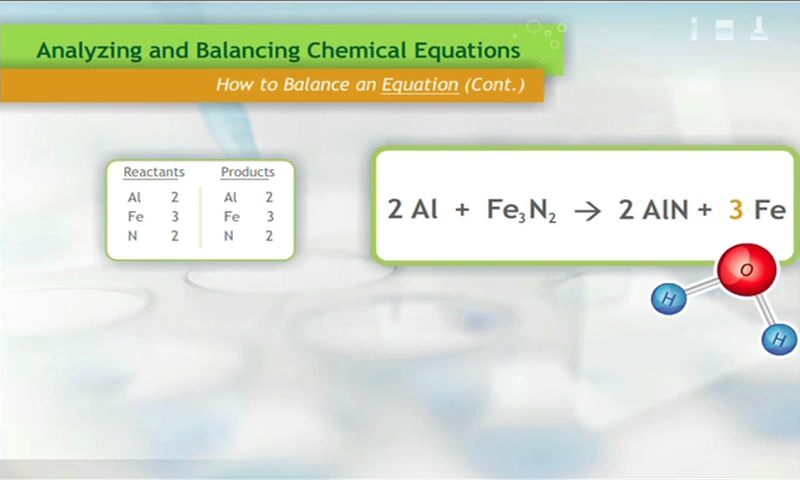 Analyzing and Balancing Chemical Equations
How to Balance an Equation (Cont.)
Reactants Products
Al 2 Al 2
Fe 3 Fe 3
N 2 N 2
2 Al + Fe₃N₂ → 2 AlN + 3 Fe
O
H
H